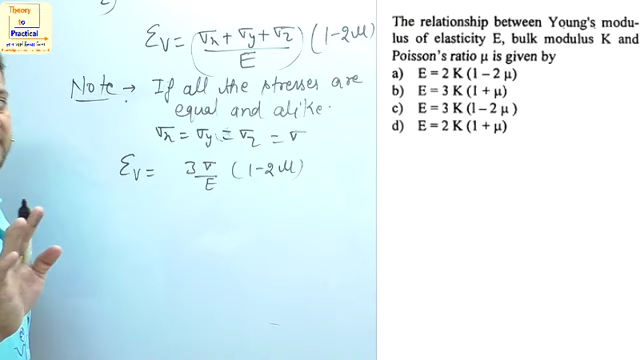 Theory
to
Practical
εv = σx + σy + σz / E (1-2μ)
Note → If all the stresses are
equal and alike.
σx = σy = σz = σ
εv = 3σ/E (1-2μ)
The relationship between Young's modu-
lus of elasticity E, bulk modulus K and
Poisson's ratio μ is given by
a) E = 2 K (1 – 2 μ)
b) E = 3 K (1 + μ)
c) E = 3 K (1 – 2 μ )
d) E = 2 K (1 + μ)